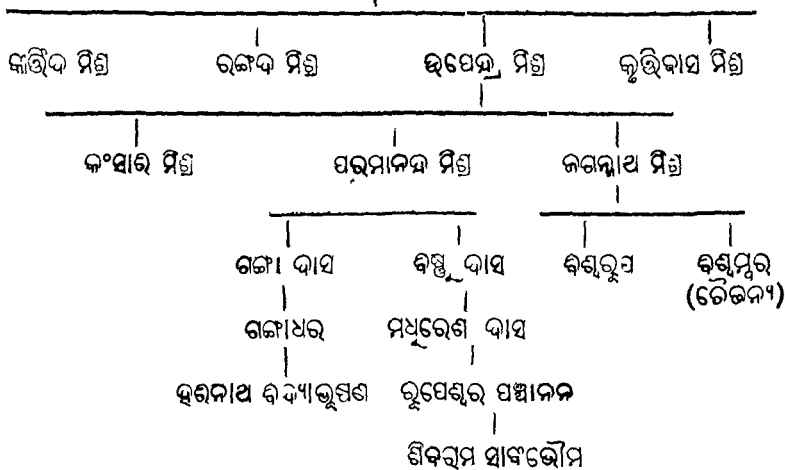 କାର୍ତ୍ତିଦ ମିଶ୍ର ରଙ୍ଗଦ ମିଶ୍ର ଉପେନ୍ଦ୍ର ମିଶ୍ର କୃତ୍ତିବାସ ମିଶ୍ର
କଂସାର ମିଶ୍ର ପରମାନନ୍ଦ ମିଶ୍ର ଜଗନ୍ନାଥ ମିଶ୍ର
ଗଙ୍ଗା ଦାସ ବିଷ୍ଣୁ ଦାସ ବିଶ୍ୱରୂପ ବିଶ୍ୱମ୍ଭର
(ଚୈତନ୍ୟ)
ଗଙ୍ଗାଧର ମଧୁରେଶ ଦାସ
ହରନାଥ ବିଦ୍ୟାଭୂଷଣ ରୂପେଶ୍ୱର ପଞ୍ଚାନନ
ଶିବରାମ ସାର୍ବଭୌମ